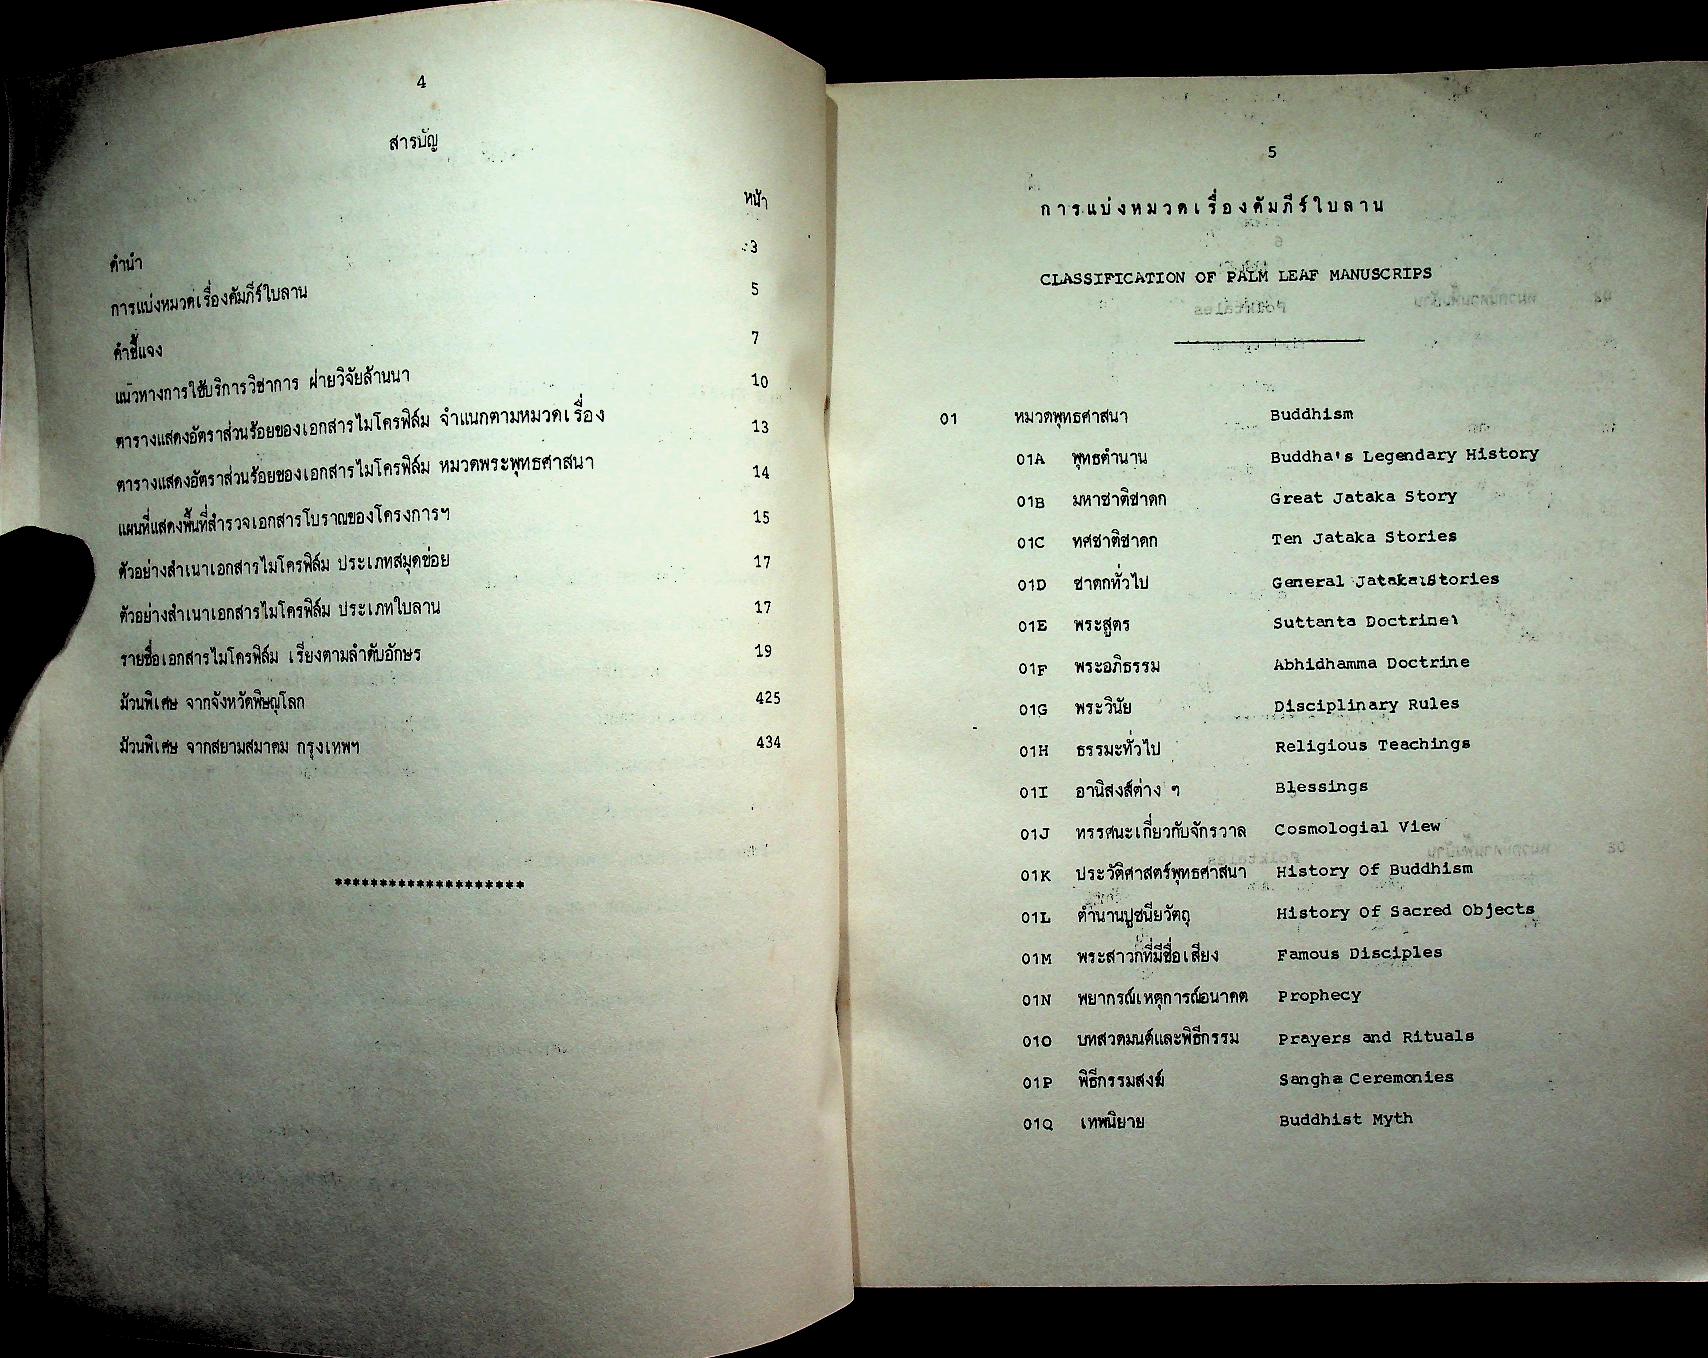 4
สารบัญ
หน้า
คำนำ 3
การแบ่งหมวดเรื่องคัมภีร์ใบลาน 5
คำชี้แจง 7
แนวทางการใช้บริการวิชาการ ฝ่ายวิจัยล้านนา 10
ตารางแสดงอัตราส่วนร้อยของเอกสารไมโครฟิล์ม จำแนกตามหมวดเรื่อง 13
ตารางแสดงอัตราส่วนร้อยของเอกสารไมโครฟิล์ม หมวดพระพุทธศาสนา 14
แผนที่แสดงพื้นที่สำรวจเอกสารโบราณของโครงการฯ 15
ตัวอย่างสำเนาเอกสารไมโครฟิล์ม ประเภทสมุดข่อย 17
ตัวอย่างสำเนาเอกสารไมโครฟิล์ม ประเภทใบลาน 17
รายชื่อเอกสารไมโครฟิล์ม เรียงตามลำดับอักษร 19
ม้วนพิเศษ จากจังหวัดพิษณุโลก 425
ม้วนพิเศษ จากสยามสมาคม กรุงเทพฯ 434
*********************
5
การแบ่งหมวดเรื่องคัมภีร์ใบลาน
CLASSIFICATION OF PALM LEAF MANUSCRIPS
01 หมวดพุทธศาสนา Buddhism
01A พุทธตำนาน Buddha's Legendary History
01B มหาชาติชาดก Great Jataka Story
01C ทศชาติชาดก Ten Jataka Stories
01D ชาดกทั่วไป General Jataka Stories
01E พระสูตร Suttanta Doctrine
01F พระอภิธรรม Abhidhamma Doctrine
01G พระวินัย Disciplinary Rules
01H ธรรมะทั่วไป Religious Teachings
01I อานิสงส์ต่าง ๆ Blessings
01J ทรรศนะเกี่ยวกับจักรวาล Cosmologial View
01K ประวัติศาสตร์พุทธศาสนา History Of Buddhism
01L ตำนานปูชนียวัตถุ History Of Sacred Objects
01M พระสาวกที่มีชื่อเสียง Famous Disciples
01N พยากรณ์เหตุการณ์อนาคต Prophecy
01O บทสวดมนต์และพิธีกรรม Prayers and Rituals
01P พิธีกรรมสงฆ์ Sangha Ceremonies
01Q เทพนิยาย Buddhist Myth